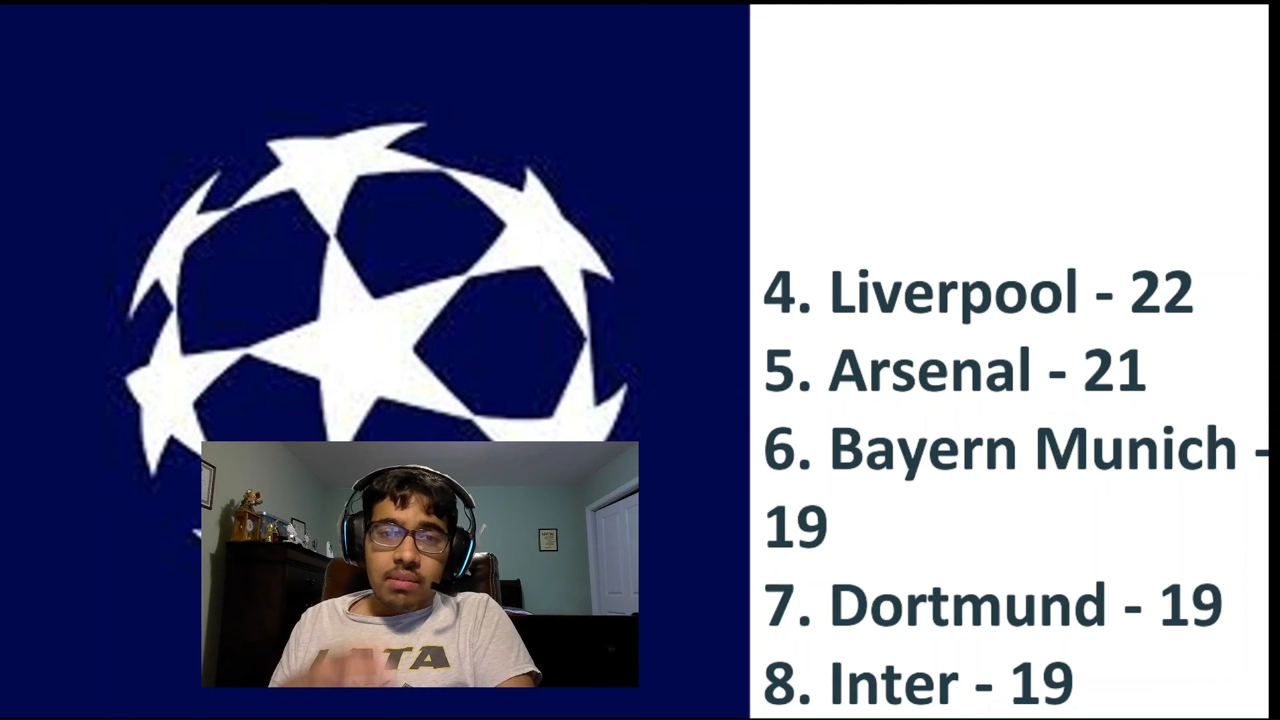 4. Liverpool - 22
5. Arsenal - 21
6. Bayern Munich -
19
7. Dortmund - 19
8. Inter - 19